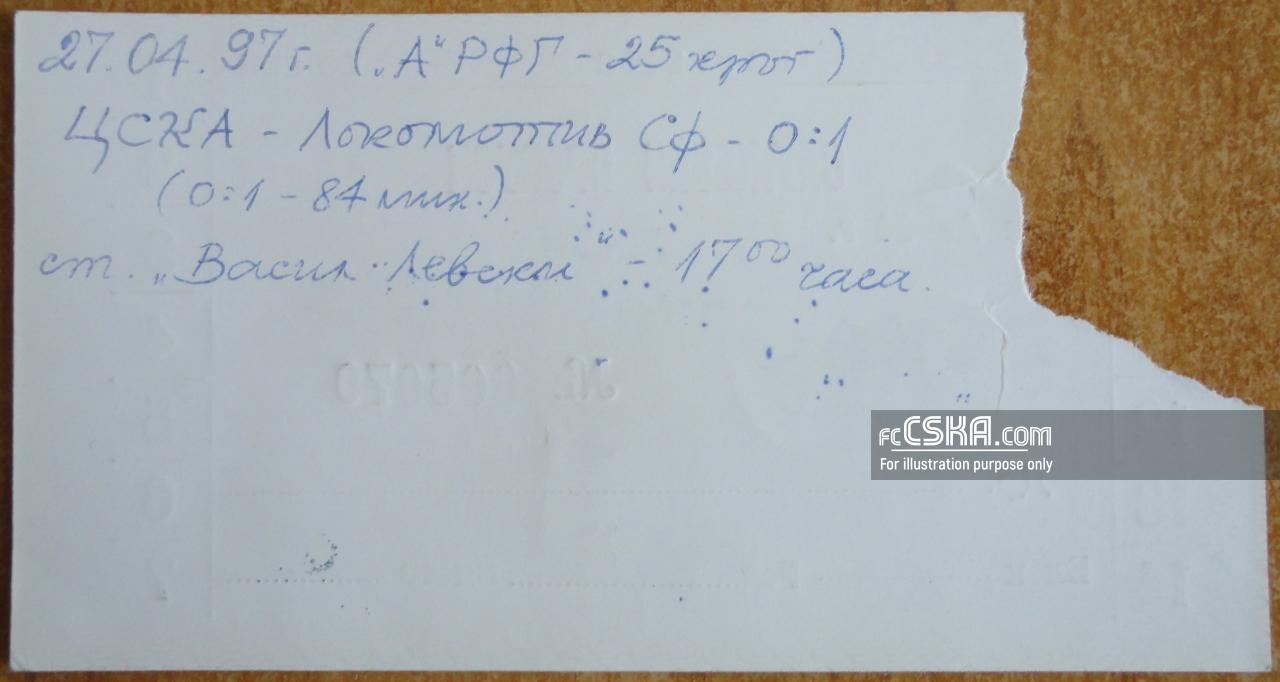 27.04.97г. („А“ РФГ - 25 кръг)
ЦСКА - Локомотив Сф - 0:1
(0:1 - 84 мин.)
ст. „Васил Левски“ - 17⁰⁰ часа.
fcCSKA.com
For illustration purpose only